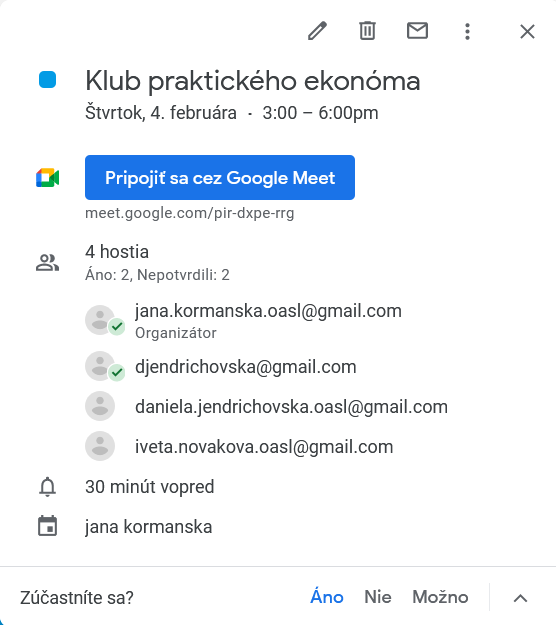 Klub praktického ekonóma
Štvrtok, 4. februára · 3:00 – 6:00pm
Pripojiť sa cez Google Meet
meet.google.com/pir-dxpe-rrg
4 hostia
Áno: 2, Nepotvrdili: 2
jana.kormanska.oasl@gmail.com
Organizátor
djendrichovska@gmail.com
daniela.jendrichovska.oasl@gmail.com
iveta.novakova.oasl@gmail.com
30 minút vopred
jana kormanska
Zúčastníte sa? Áno Nie Možno